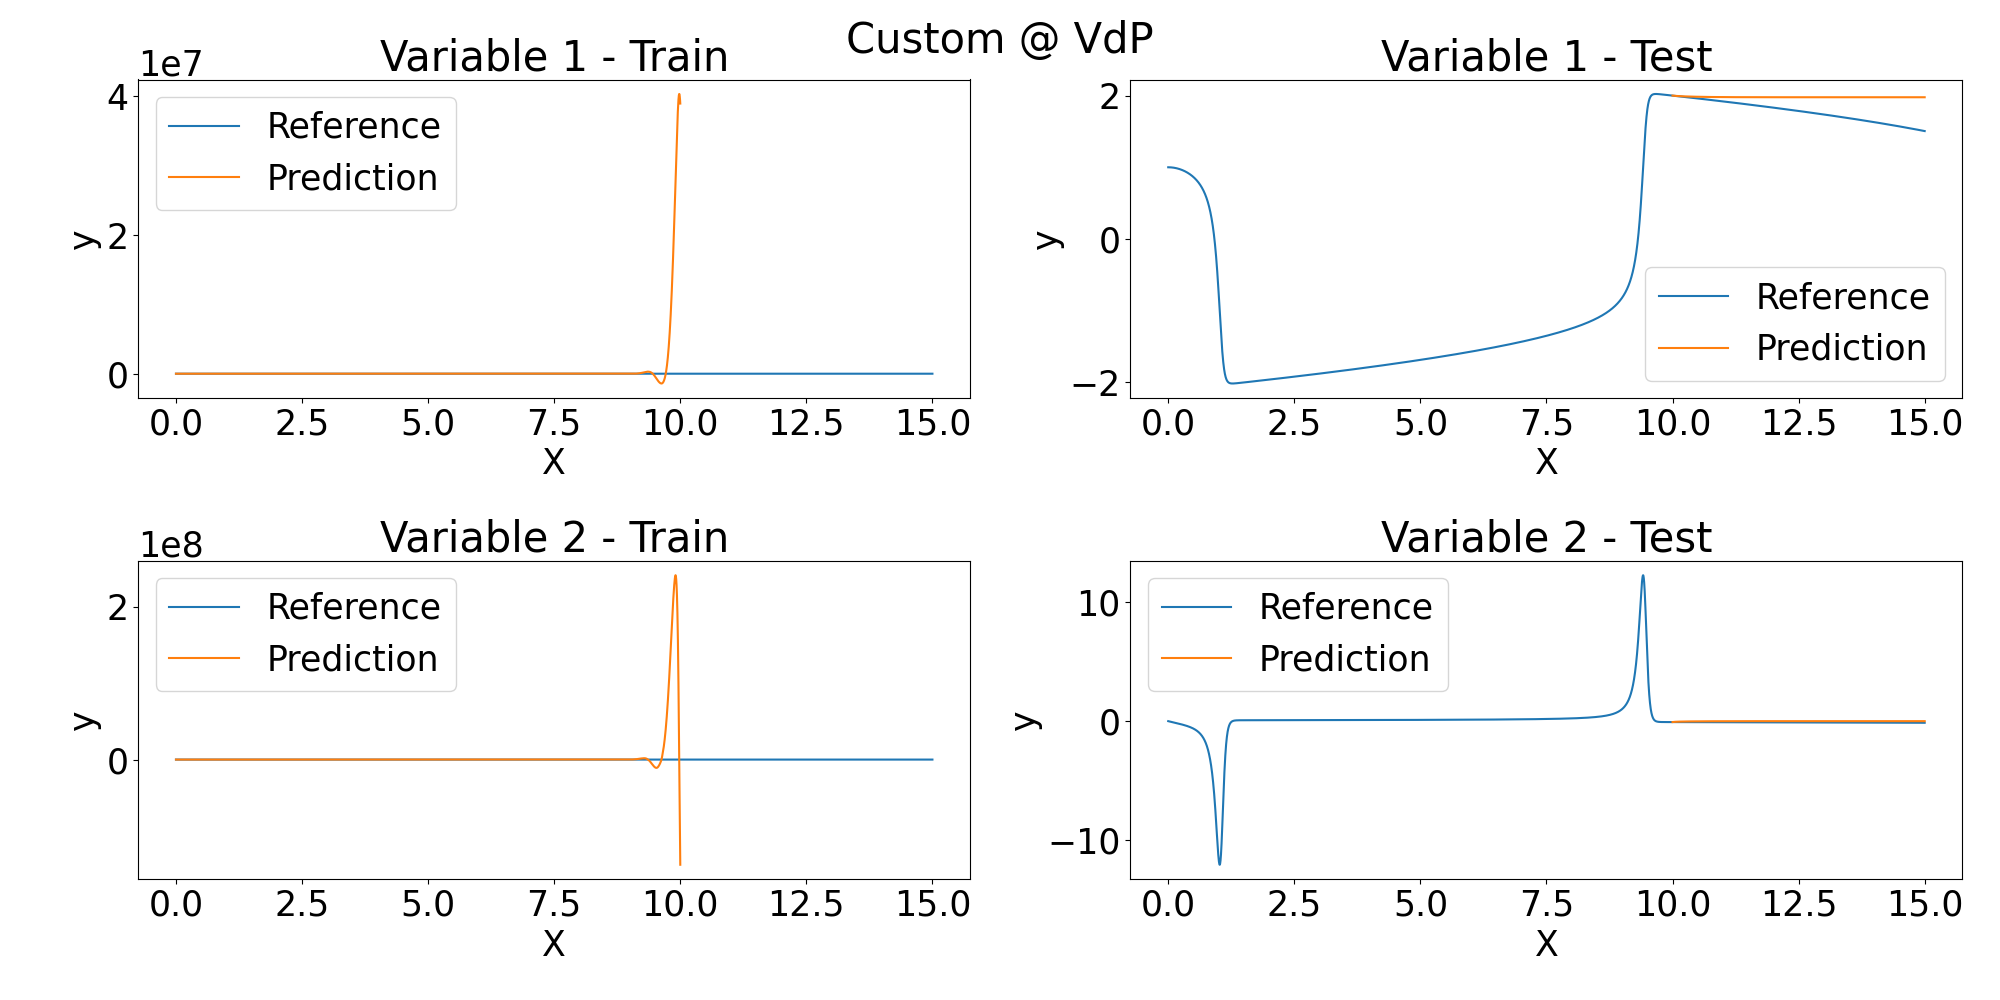 Custom @ VdP
Variable 1 - Train
1e7
4
2
0
y
Reference
Prediction
0.0 2.5 5.0 7.5 10.0 12.5 15.0
X
Variable 1 - Test
2
0
−2
y
Reference
Prediction
0.0 2.5 5.0 7.5 10.0 12.5 15.0
X
Variable 2 - Train
1e8
2
0
y
Reference
Prediction
0.0 2.5 5.0 7.5 10.0 12.5 15.0
X
Variable 2 - Test
10
0
−10
y
Reference
Prediction
0.0 2.5 5.0 7.5 10.0 12.5 15.0
X